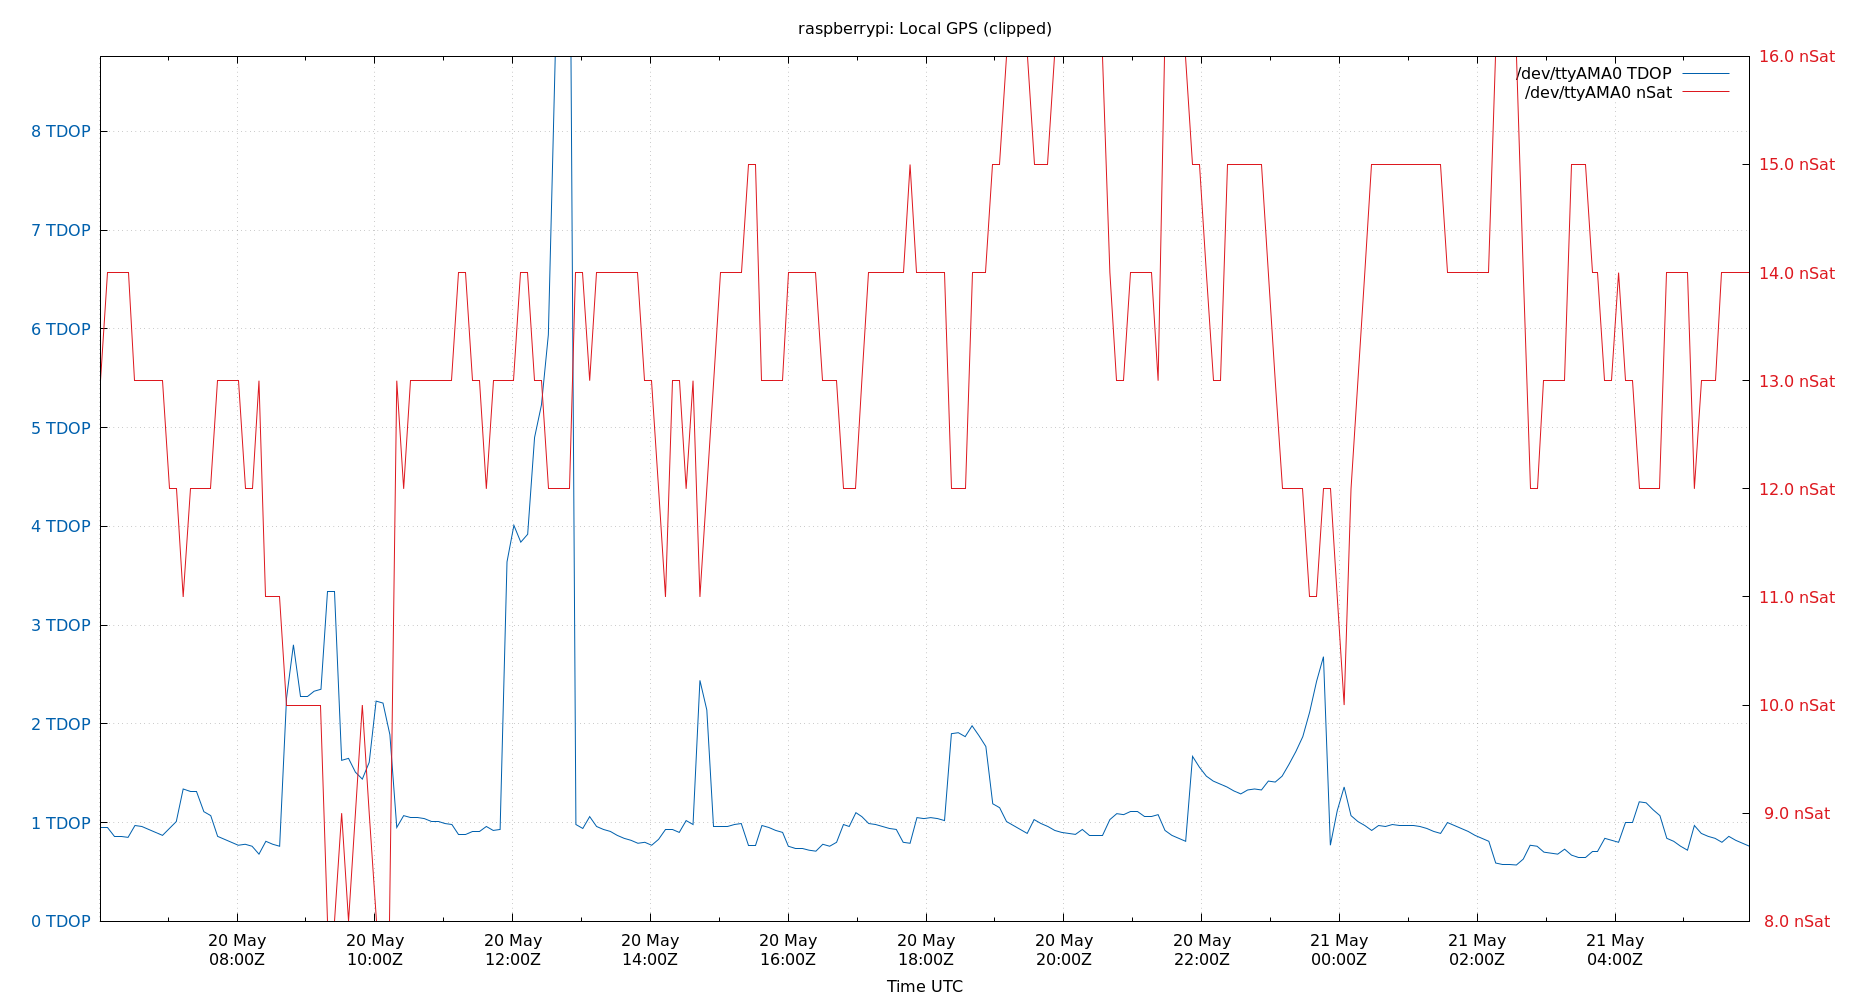 raspberrypi: Local GPS (clipped)
/dev/ttyAMA0 TDOP
/dev/ttyAMA0 nSat
8 TDOP
7 TDOP
6 TDOP
5 TDOP
4 TDOP
3 TDOP
2 TDOP
1 TDOP
0 TDOP
16.0 nSat
15.0 nSat
14.0 nSat
13.0 nSat
12.0 nSat
11.0 nSat
10.0 nSat
9.0 nSat
8.0 nSat
20 May
08:00Z
20 May
10:00Z
20 May
12:00Z
20 May
14:00Z
20 May
16:00Z
20 May
18:00Z
20 May
20:00Z
20 May
22:00Z
21 May
00:00Z
21 May
02:00Z
21 May
04:00Z
Time UTC